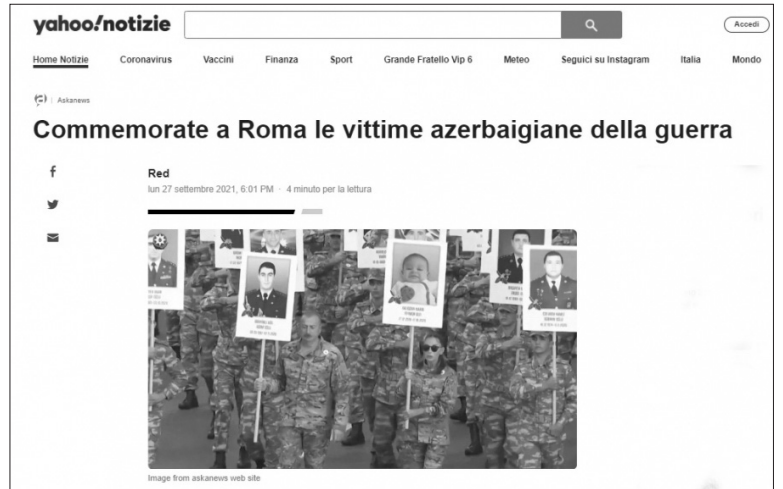 yahoo!notizie
Accedi
Home Notizie Coronavirus Vaccini Finanza Sport Grande Fratello Vip 6 Meteo Seguici su Instagram Italia Mondo
Askanews
Commemorate a Roma le vittime azerbaigiane della guerra
Red
lun 27 settembre 2021, 6:01 PM · 4 minuto per la lettura
Image from askanews web site